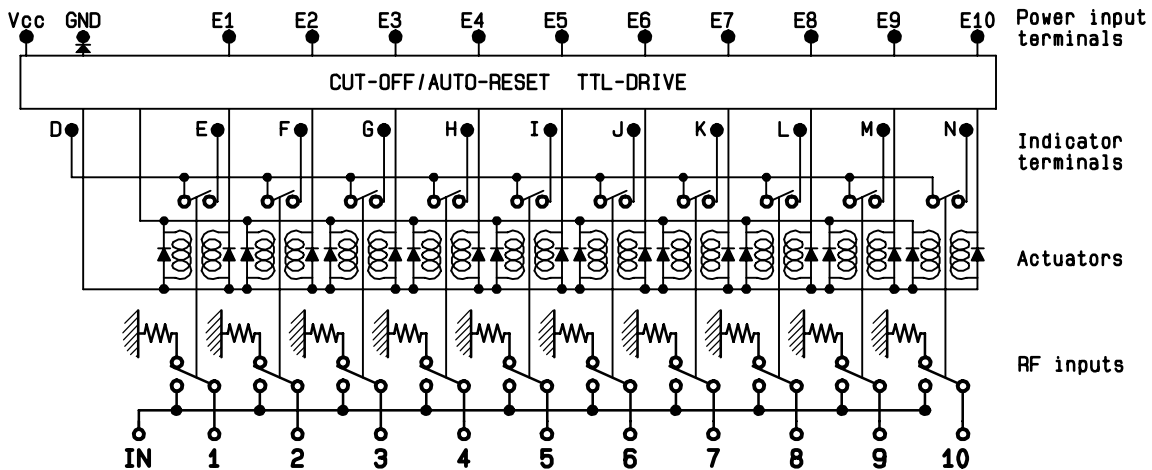 Vcc GND E1 E2 E3 E4 E5 E6 E7 E8 E9 E10 Power input
terminals
CUT-OFF/AUTO-RESET TTL-DRIVE
D E F G H I J K L M N Indicator
terminals
Actuators
RF inputs
IN 1 2 3 4 5 6 7 8 9 10